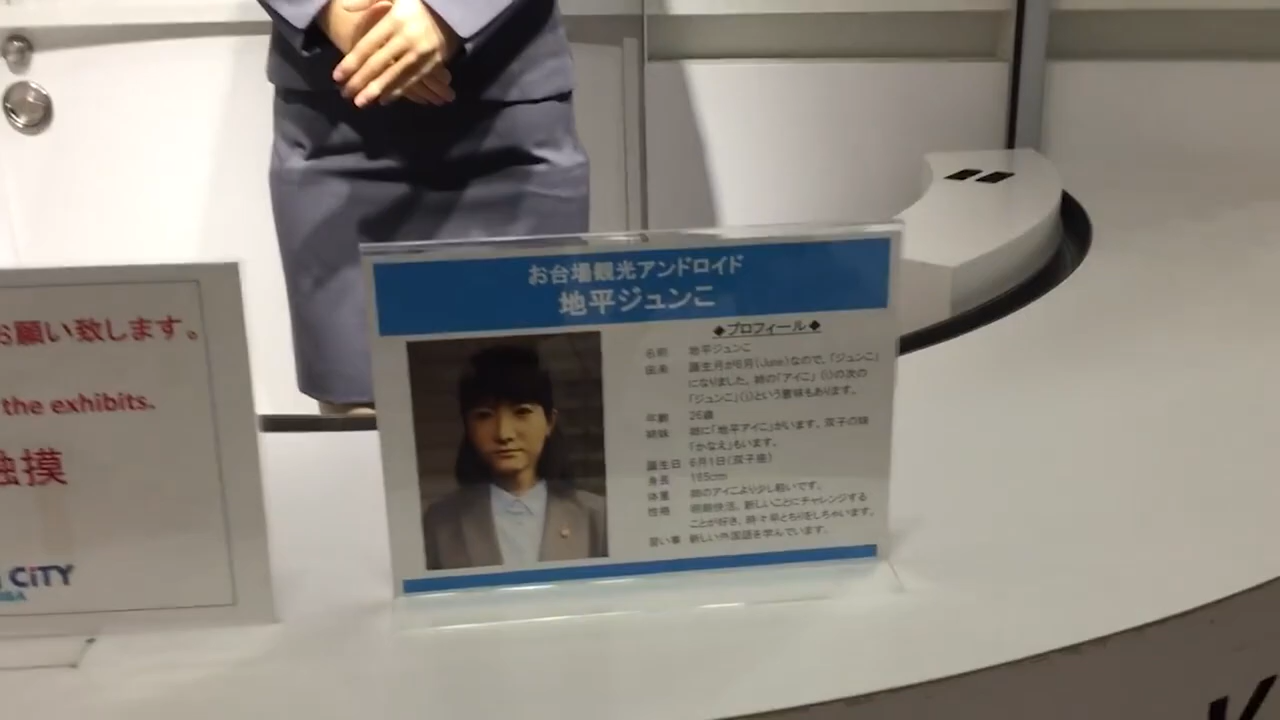 お願い致します。
the exhibits.
触摸
CiTY
お台場観光アンドロイド
地平ジュンこ
◆プロフィール◆
名前 地平ジュンこ
由来 誕生月が6月(June)なので、「ジュンこ」
になりました。姉の「アイこ」(i)の次の
「ジュンこ」(j)という意味もあります。
年齢 26歳
姉妹 姉に「地平アイこ」がいます。双子の妹
「かなえ」もいます。
誕生日 6月1日(双子座)
身長 165cm
体重 姉のアイこより少し軽いです。
性格 明朗快活。新しいことにチャレンジする
ことが好き。時々早とちりをしちゃいます。
習い事 新しい外国語を学んでいます。